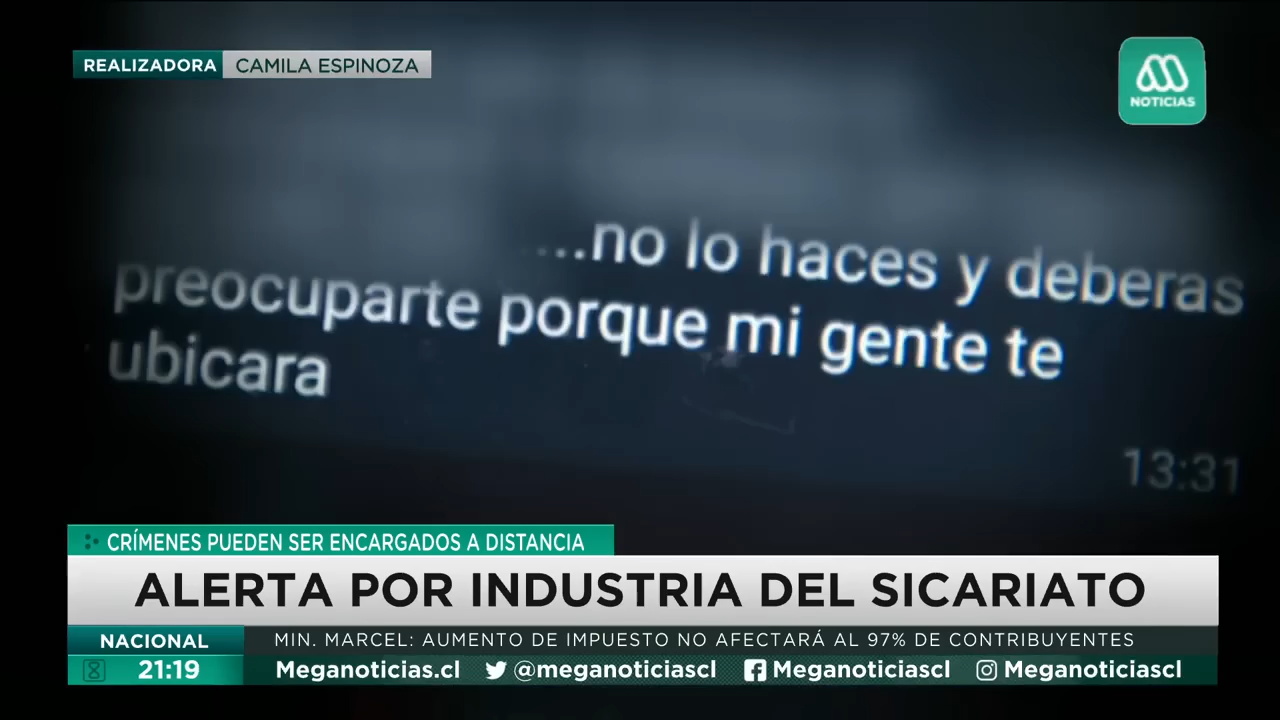 REALIZADORA CAMILA ESPINOZA
NOTICIAS
....no lo haces y deberas
preocuparte porque mi gente te
ubicara
13:31
CRÍMENES PUEDEN SER ENCARGADOS A DISTANCIA
ALERTA POR INDUSTRIA DEL SICARIATO
NACIONAL MIN. MARCEL: AUMENTO DE IMPUESTO NO AFECTARÁ AL 97% DE CONTRIBUYENTES
21:19 Meganoticias.cl @meganoticiascl Meganoticiascl Meganoticiascl